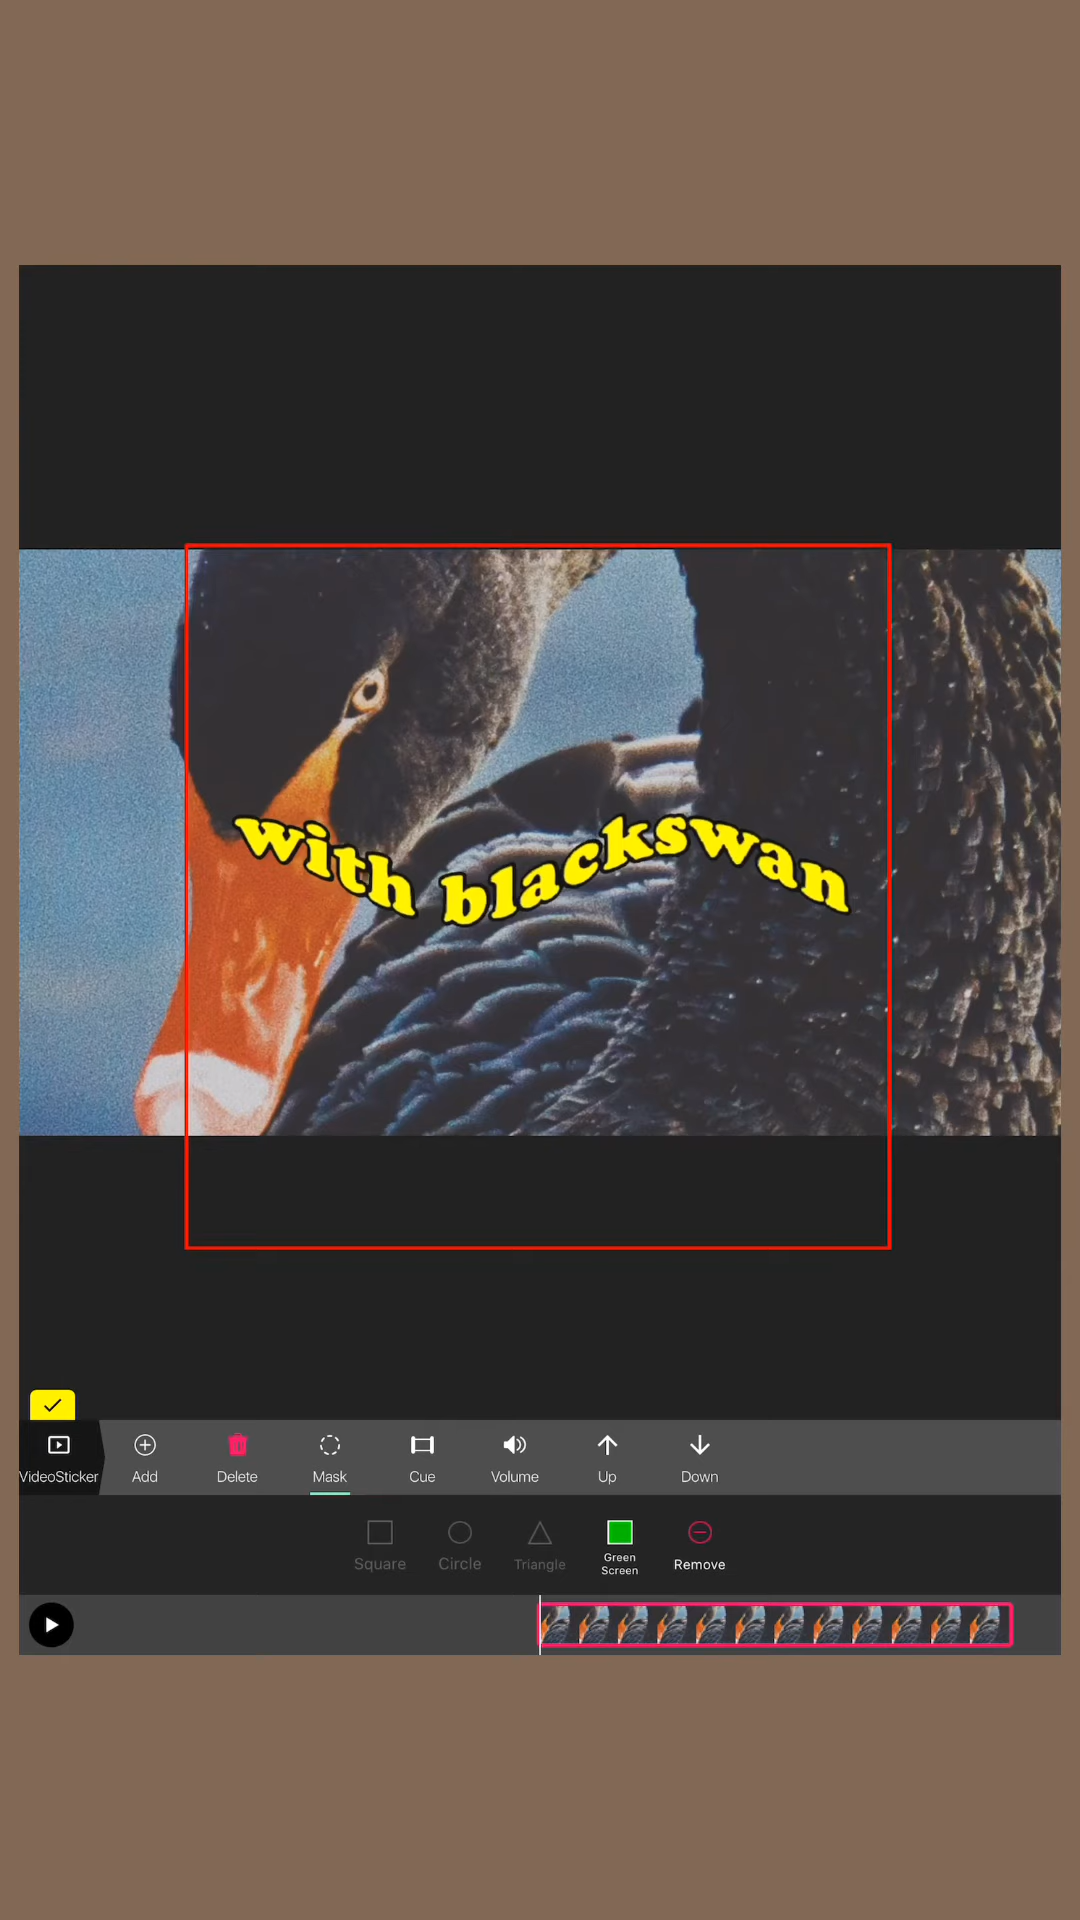 with blackswan
VideoSticker
Add
Delete
Mask
Cue
Volume
Up
Down
Square
Circle
Triangle
Green
Screen
Remove